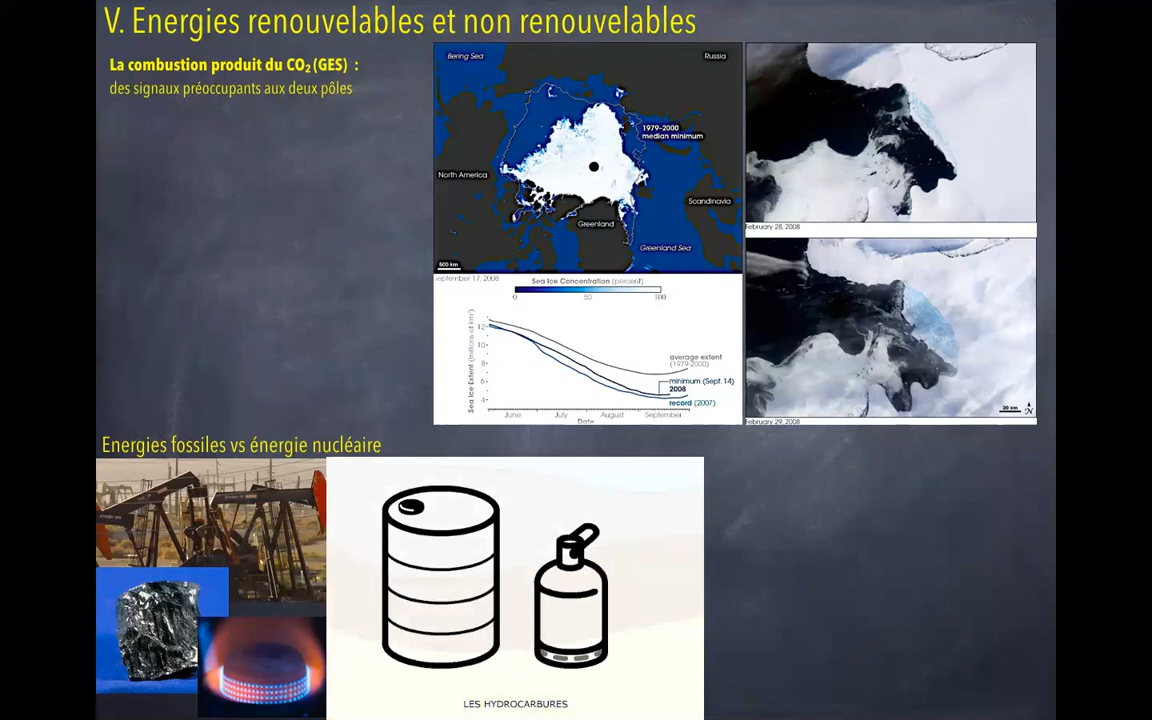 V. Energies renouvelables et non renouvelables
La combustion produit du CO₂ (GES) :
des signaux préoccupants aux deux pôles
Bering Sea
Russia
1979-2000
median minimum
North America
Scandinavia
Greenland
Greenland Sea
500 km
September 17, 2008
Sea Ice Concentration (percent)
0 50 100
Sea Ice Extent (millions of km²)
12
10
8
6
4
average extent
(1979-2000)
minimum (Sept. 14)
2008
record (2007)
June July August September
Date
February 28, 2008
20 km
N
February 29, 2008
Energies fossiles vs énergie nucléaire
LES HYDROCARBURES